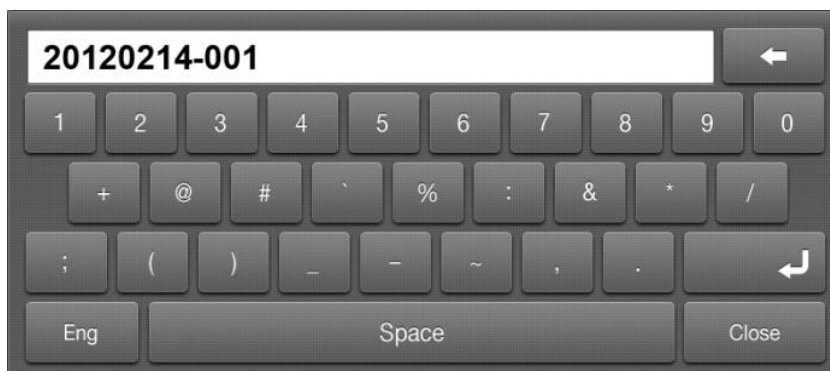 20120214-001
1 2 3 4 5 6 7 8 9 0
+ @ # ` % : & * /
; ( ) _ - ~ , .
Eng Space Close